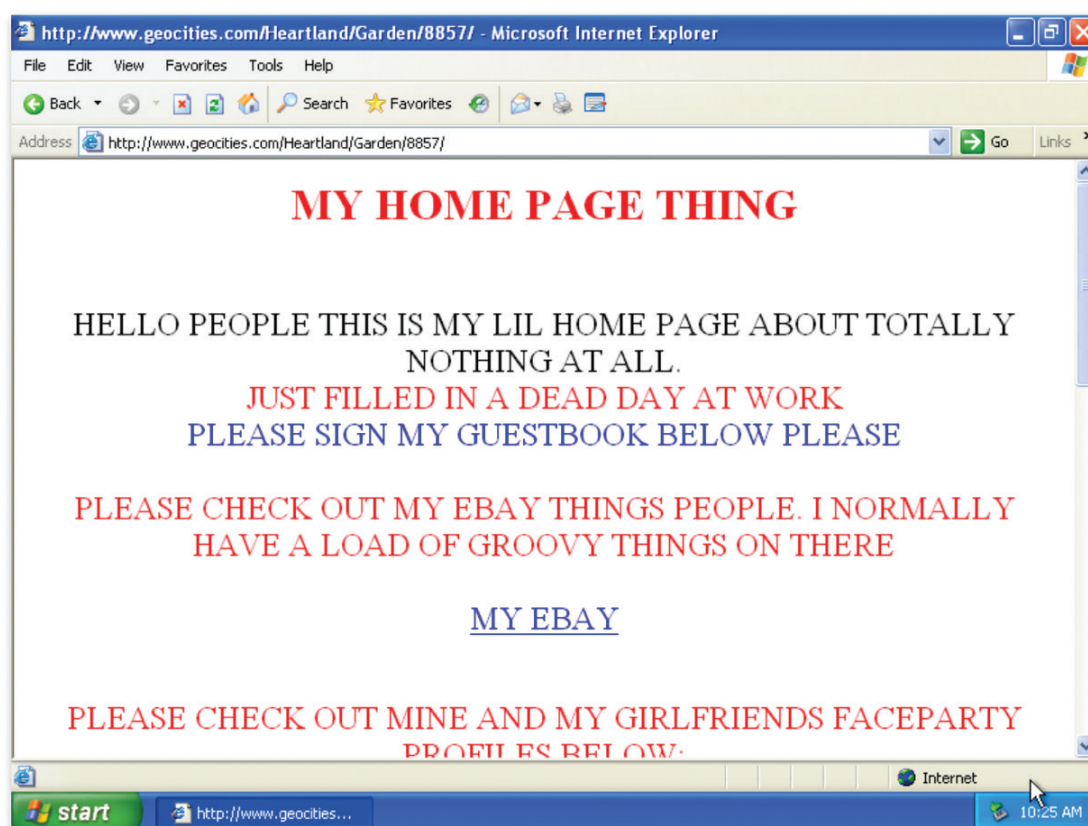 http://www.geocities.com/Heartland/Garden/8857/ - Microsoft Internet Explorer
File Edit View Favorites Tools Help
Back Search Favorites
Address http://www.geocities.com/Heartland/Garden/8857/ Go Links
MY HOME PAGE THING
HELLO PEOPLE THIS IS MY LIL HOME PAGE ABOUT TOTALLY
NOTHING AT ALL.
JUST FILLED IN A DEAD DAY AT WORK
PLEASE SIGN MY GUESTBOOK BELOW PLEASE
PLEASE CHECK OUT MY EBAY THINGS PEOPLE. I NORMALLY
HAVE A LOAD OF GROOVY THINGS ON THERE
MY EBAY
PLEASE CHECK OUT MINE AND MY GIRLFRIENDS FACEPARTY
PROFILES BELOW:
Internet
start http://www.geocities... 10:25 AM